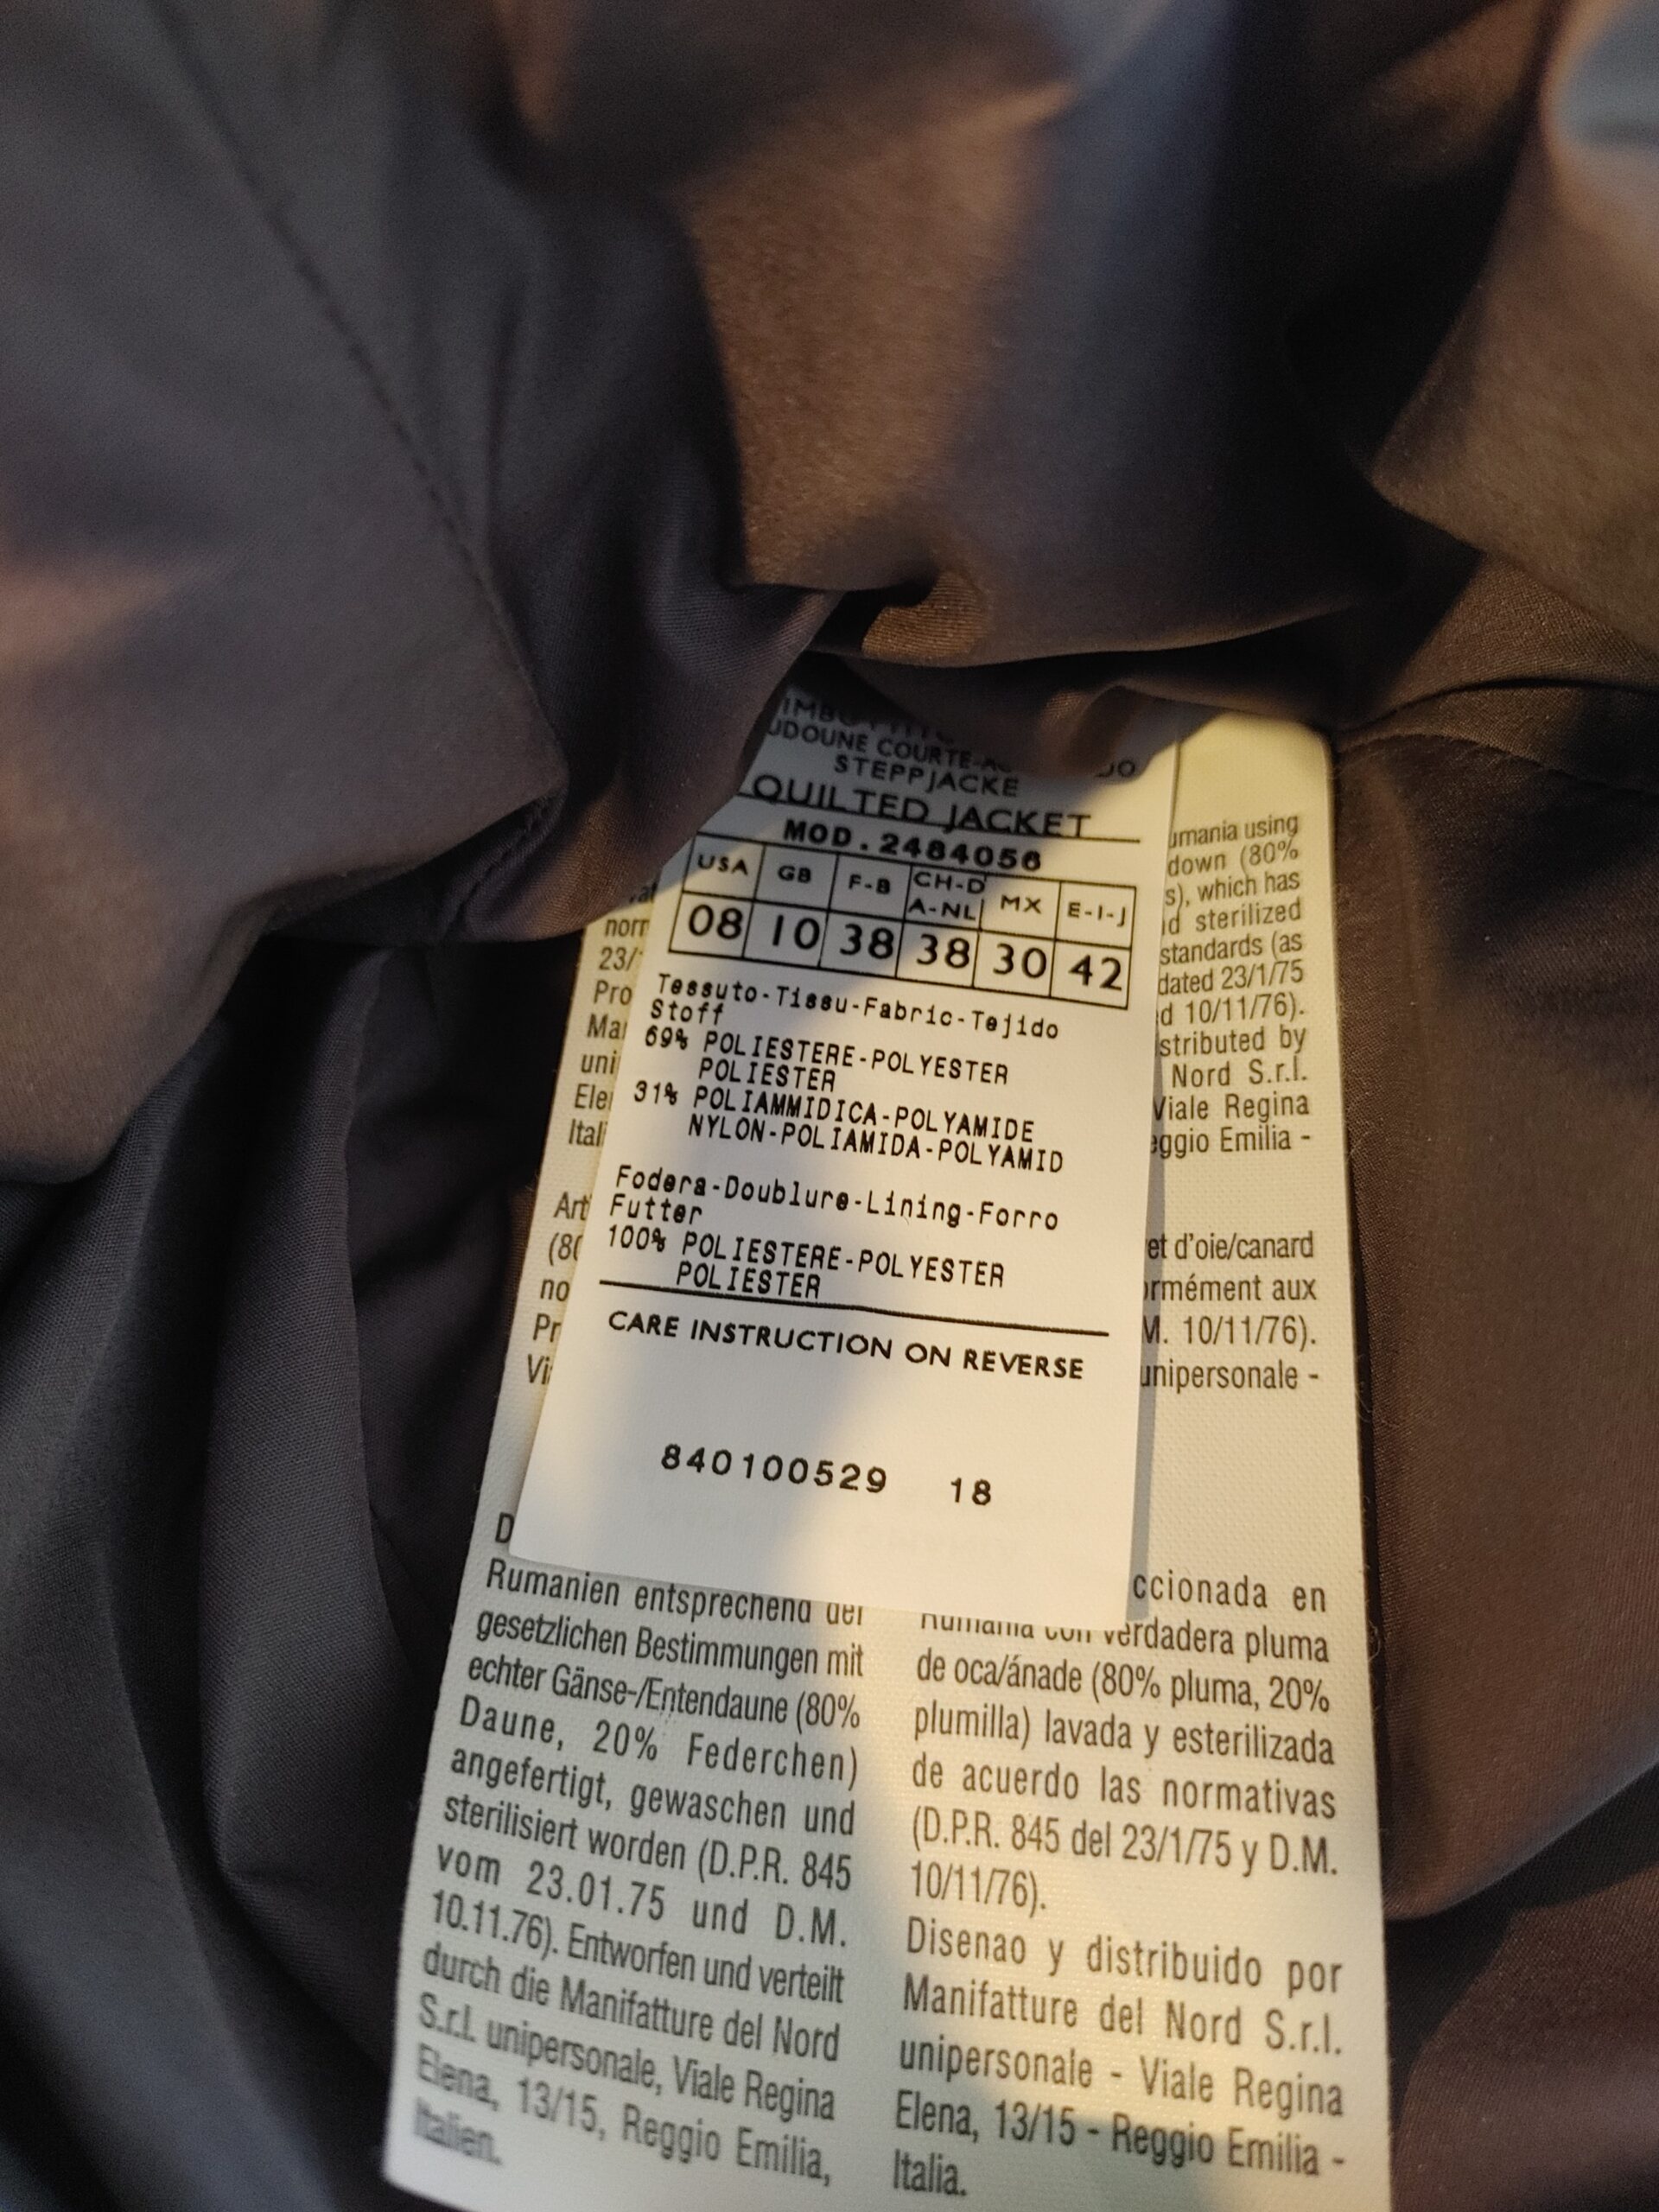 COURTE-
STEPPJACKE
QUILTED JACKET
MOD.2484056
USA GB F-B CH-D A-NL MX E-I-J
08 10 38 38 30 42
Tessuto-Tissu-Fabric-Tejido
Stoff
69% POLIESTERE-POLYESTER
POLIESTER
31% POLIAMMIDICA-POLYAMIDE
NYLON-POLIAMIDA-POLYAMID
Fodera-Doublure-Lining-Forro
Futter
100% POLIESTERE-POLYESTER
POLIESTER
CARE INSTRUCTION ON REVERSE
840100529 18
using
down (80%
which has
sterilized
standards (as
dated 23/1/75
10/11/76).
by
Nord S.r.l.
Viale Regina
Emilia -
et d'oie/canard
aux
10/11/76).
unipersonale -
Rumanien entsprechend der
gesetzlichen Bestimmungen mit
echter Gänse-/Entendaune (80%
Daune, 20% Federchen)
angefertigt, gewaschen und
sterilisiert worden (D.P.R. 845
vom 23.01.75 und D.M.
10.11.76). Entworfen und verteilt
durch die Manifatture del Nord
S.r.l. unipersonale, Viale Regina
Elena, 13/15, Reggio Emilia,
Italien.
en
Rumania con verdadera pluma
de oca/ánade (80% pluma, 20%
plumilla) lavada y esterilizada
de acuerdo las normativas
(D.P.R. 845 del 23/1/75 y D.M.
10/11/76).
Disenao y distribuido por
Manifatture del Nord S.r.l.
unipersonale - Viale Regina
Elena, 13/15 - Reggio Emilia -
Italia.